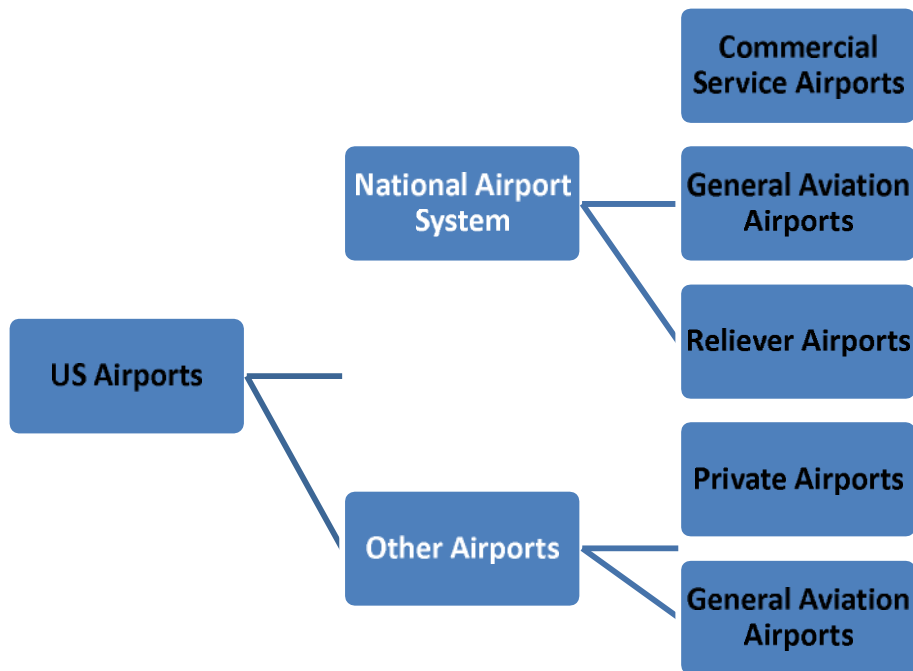 Commercial
Service Airports
National Airport
System
General Aviation
Airports
Reliever Airports
US Airports
Private Airports
Other Airports
General Aviation
Airports